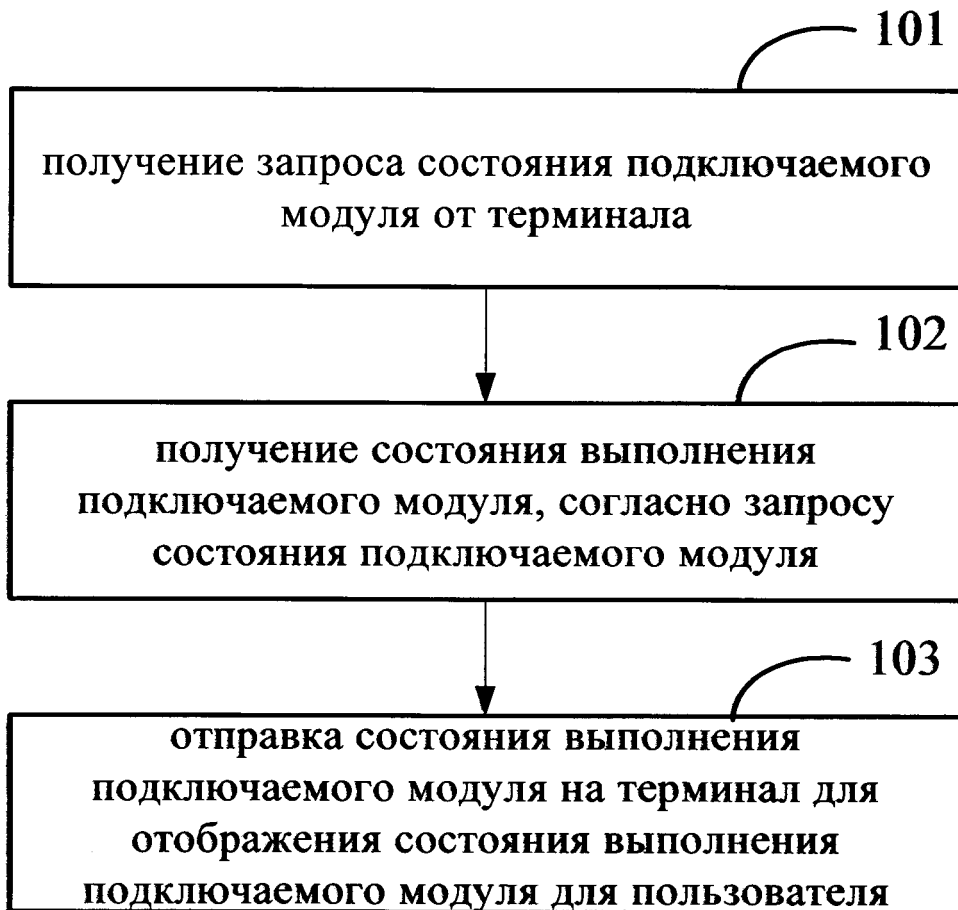 101
получение запроса состояния подключаемого
модуля от терминала
102
получение состояния выполнения
подключаемого модуля, согласно запросу
состояния подключаемого модуля
103
отправка состояния выполнения
подключаемого модуля на терминал для
отображения состояния выполнения
подключаемого модуля для пользователя